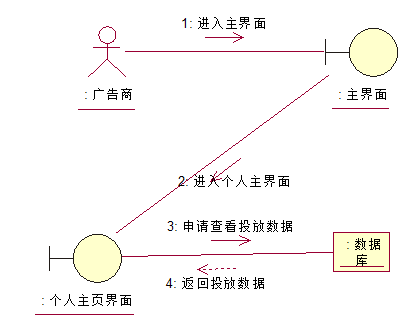 1: 进入主界面
: 广告商
: 主界面
2: 进入个人主界面
3: 申请查看投放数据
: 数据
库
4: 返回投放数据
: 个人主页界面